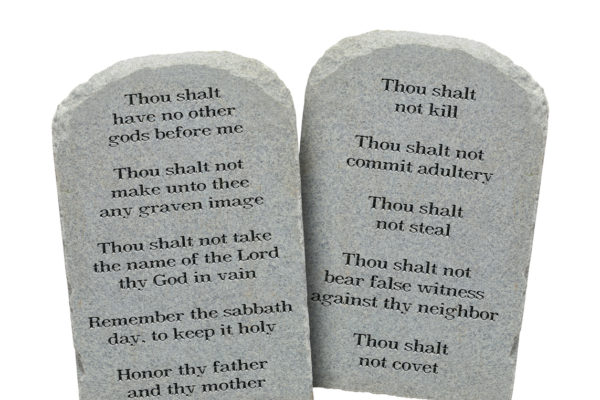 Thou shalt
have no other
gods before me
Thou shalt not
make unto thee
any graven image
Thou shalt not take
the name of the Lord
thy God in vain
Remember the sabbath
day, to keep it holy
Honor thy father
and thy mother
Thou shalt
not kill
Thou shalt not
commit adultery
Thou shalt
not steal
Thou shalt not
bear false witness
against thy neighbor
Thou shalt
not covet